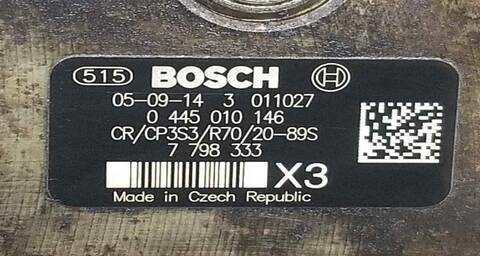 515 BOSCH
05-09-14 3 011027
0 445 010 146
CR/CP3S3/R70/20-89S
7 798 333
X3
Made in Czech Republic